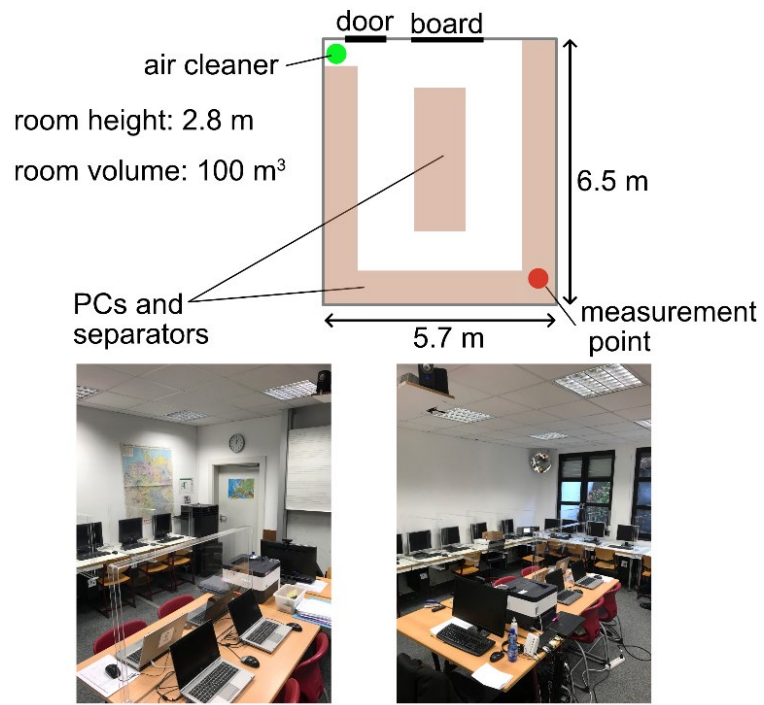 door board
air cleaner
room height: 2.8 m
room volume: 100 m³
6.5 m
PCs and
separators
5.7 m
measurement
point